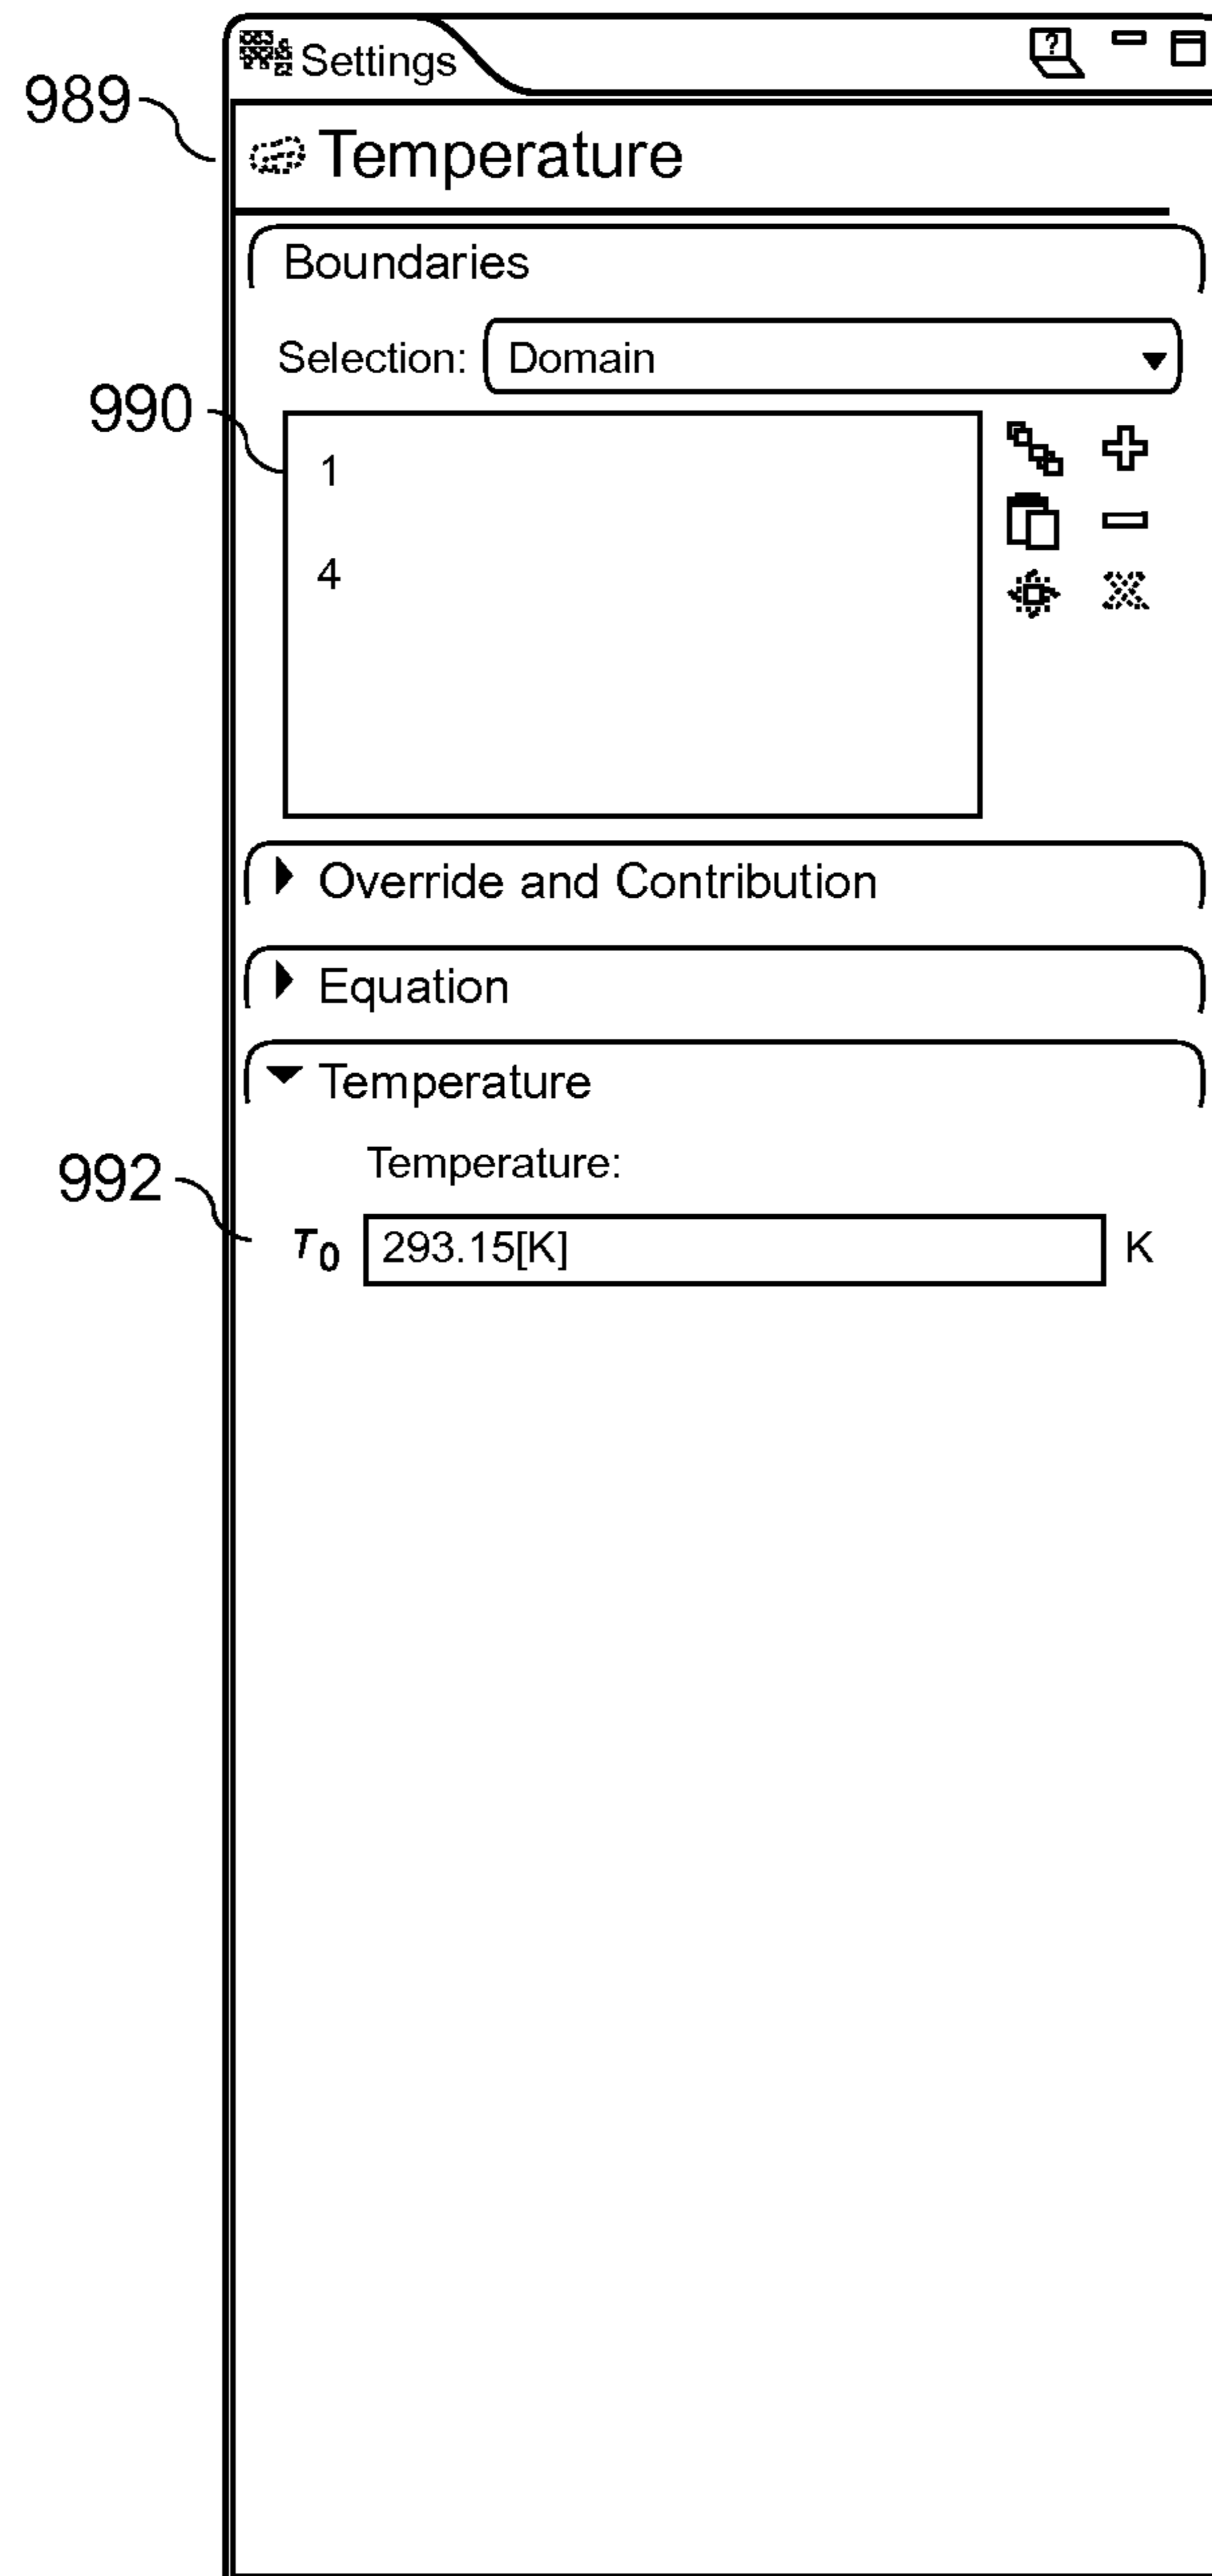 Settings
?
989
Temperature
Boundaries
Selection: Domain
990
1
4
Override and Contribution
Equation
Temperature
Temperature:
992
T0 293.15[K] K